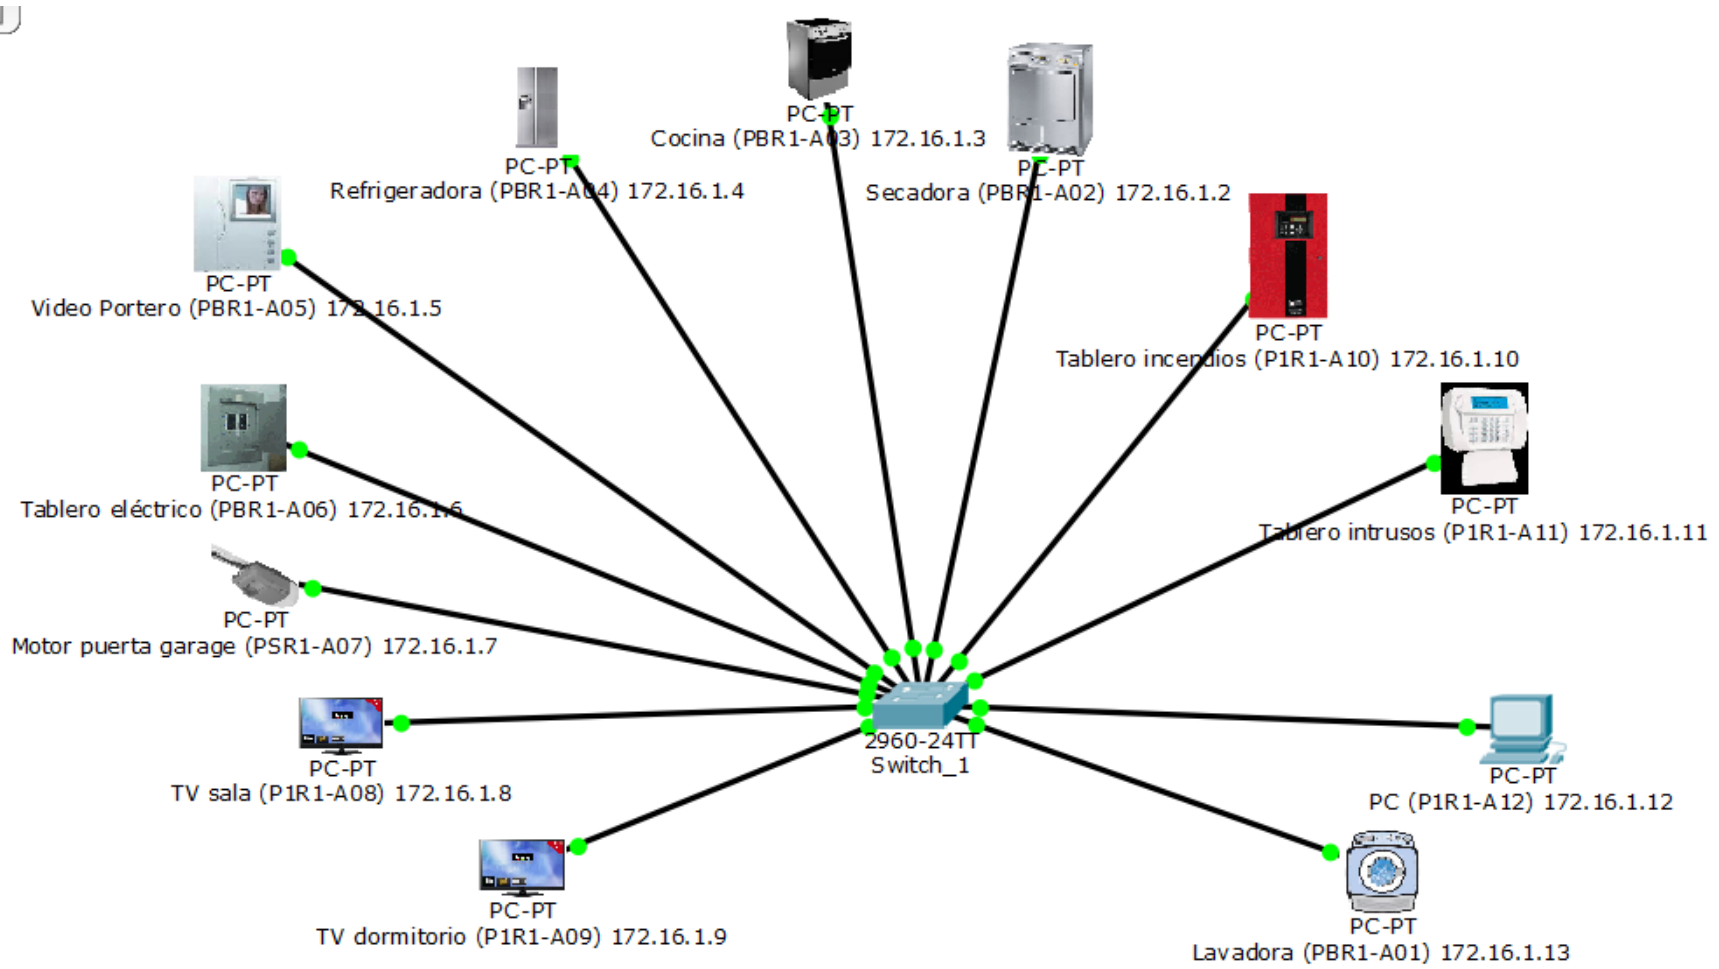 PC-PT
Cocina (PBR1-A03) 172.16.1.3
PC-PT
Refrigeradora (PBR1-A04) 172.16.1.4
PC-PT
Secadora (PBR1-A02) 172.16.1.2
PC-PT
Video Portero (PBR1-A05) 172.16.1.5
PC-PT
Tablero incendios (P1R1-A10) 172.16.1.10
PC-PT
Tablero eléctrico (PBR1-A06) 172.16.1.6
PC-PT
Tablero intrusos (P1R1-A11) 172.16.1.11
PC-PT
Motor puerta garage (PSR1-A07) 172.16.1.7
2960-24TT
Switch_1
PC-PT
TV sala (P1R1-A08) 172.16.1.8
PC-PT
PC (P1R1-A12) 172.16.1.12
PC-PT
TV dormitorio (P1R1-A09) 172.16.1.9
PC-PT
Lavadora (PBR1-A01) 172.16.1.13